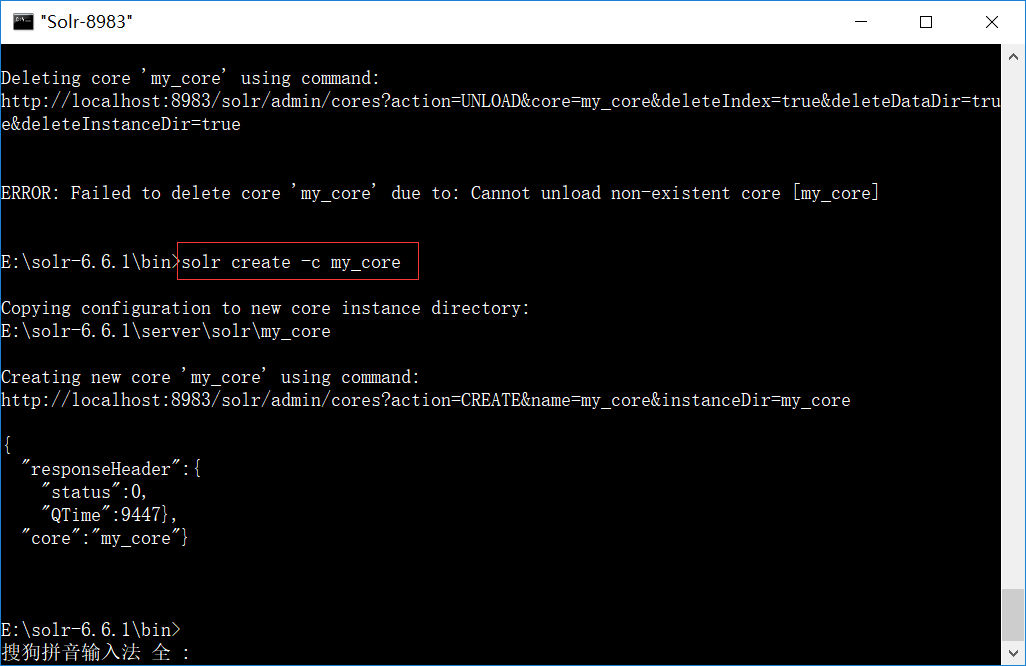 "Solr-8983"
Deleting core 'my_core' using command:
http://localhost:8983/solr/admin/cores?action=UNLOAD&core=my_core&deleteIndex=true&deleteDataDir=tru
e&deleteInstanceDir=true
ERROR: Failed to delete core 'my_core' due to: Cannot unload non-existent core [my_core]
E:\solr-6.6.1\bin>solr create -c my_core
Copying configuration to new core instance directory:
E:\solr-6.6.1\server\solr\my_core
Creating new core 'my_core' using command:
http://localhost:8983/solr/admin/cores?action=CREATE&name=my_core&instanceDir=my_core
{
  "responseHeader":{
    "status":0,
    "QTime":9447},
  "core":"my_core"}
E:\solr-6.6.1\bin>
搜狗拼音输入法 全 :